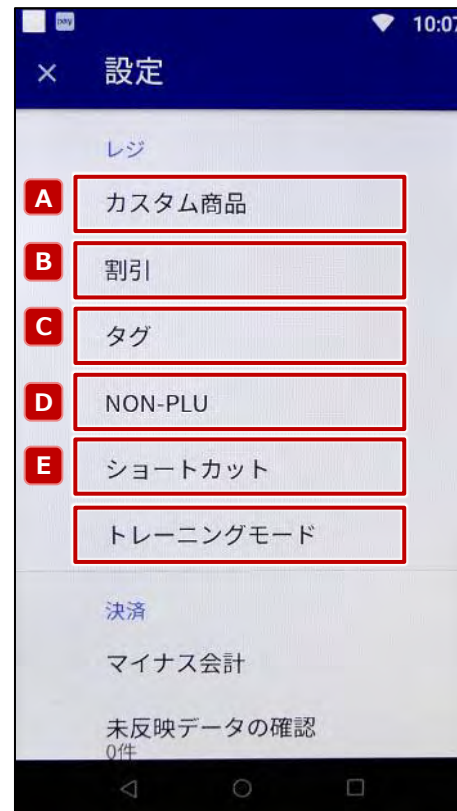 pay
10:07
× 設定
レジ
A カスタム商品
B 割引
C タグ
D NON-PLU
E ショートカット
トレーニングモード
決済
マイナス会計
未反映データの確認
0件